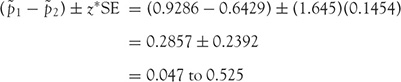 (p̃₁ − p̃₂) ± z*SE = (0.9286 − 0.6429) ± (1.645)(0.1454)
= 0.2857 ± 0.2392
= 0.047 to 0.525